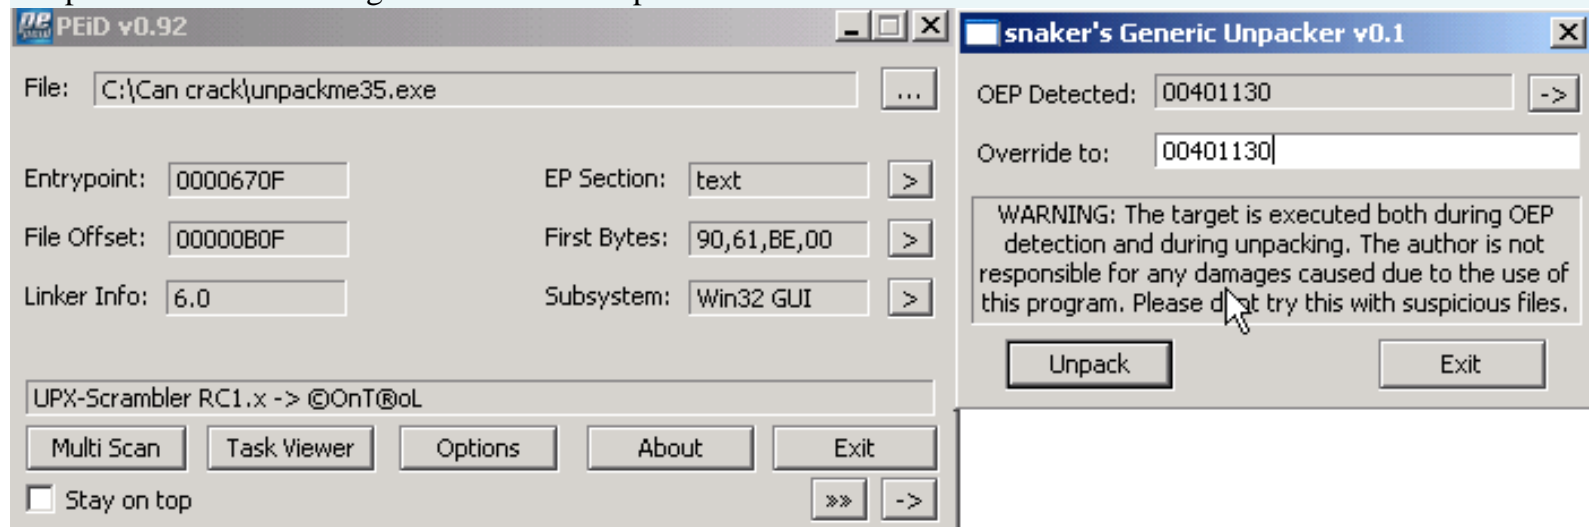 PEiD v0.92
File: C:\Can crack\unpackme35.exe ...
Entrypoint: 0000670F EP Section: text >
File Offset: 00000B0F First Bytes: 90,61,BE,00 >
Linker Info: 6.0 Subsystem: Win32 GUI >
UPX-Scrambler RC1.x -> ©OnT®oL
Multi Scan Task Viewer Options About Exit
Stay on top »» ->
snaker's Generic Unpacker v0.1
OEP Detected: 00401130 ->
Override to: 00401130
WARNING: The target is executed both during OEP
detection and during unpacking. The author is not
responsible for any damages caused due to the use of
this program. Please try this with suspicious files.
Unpack Exit